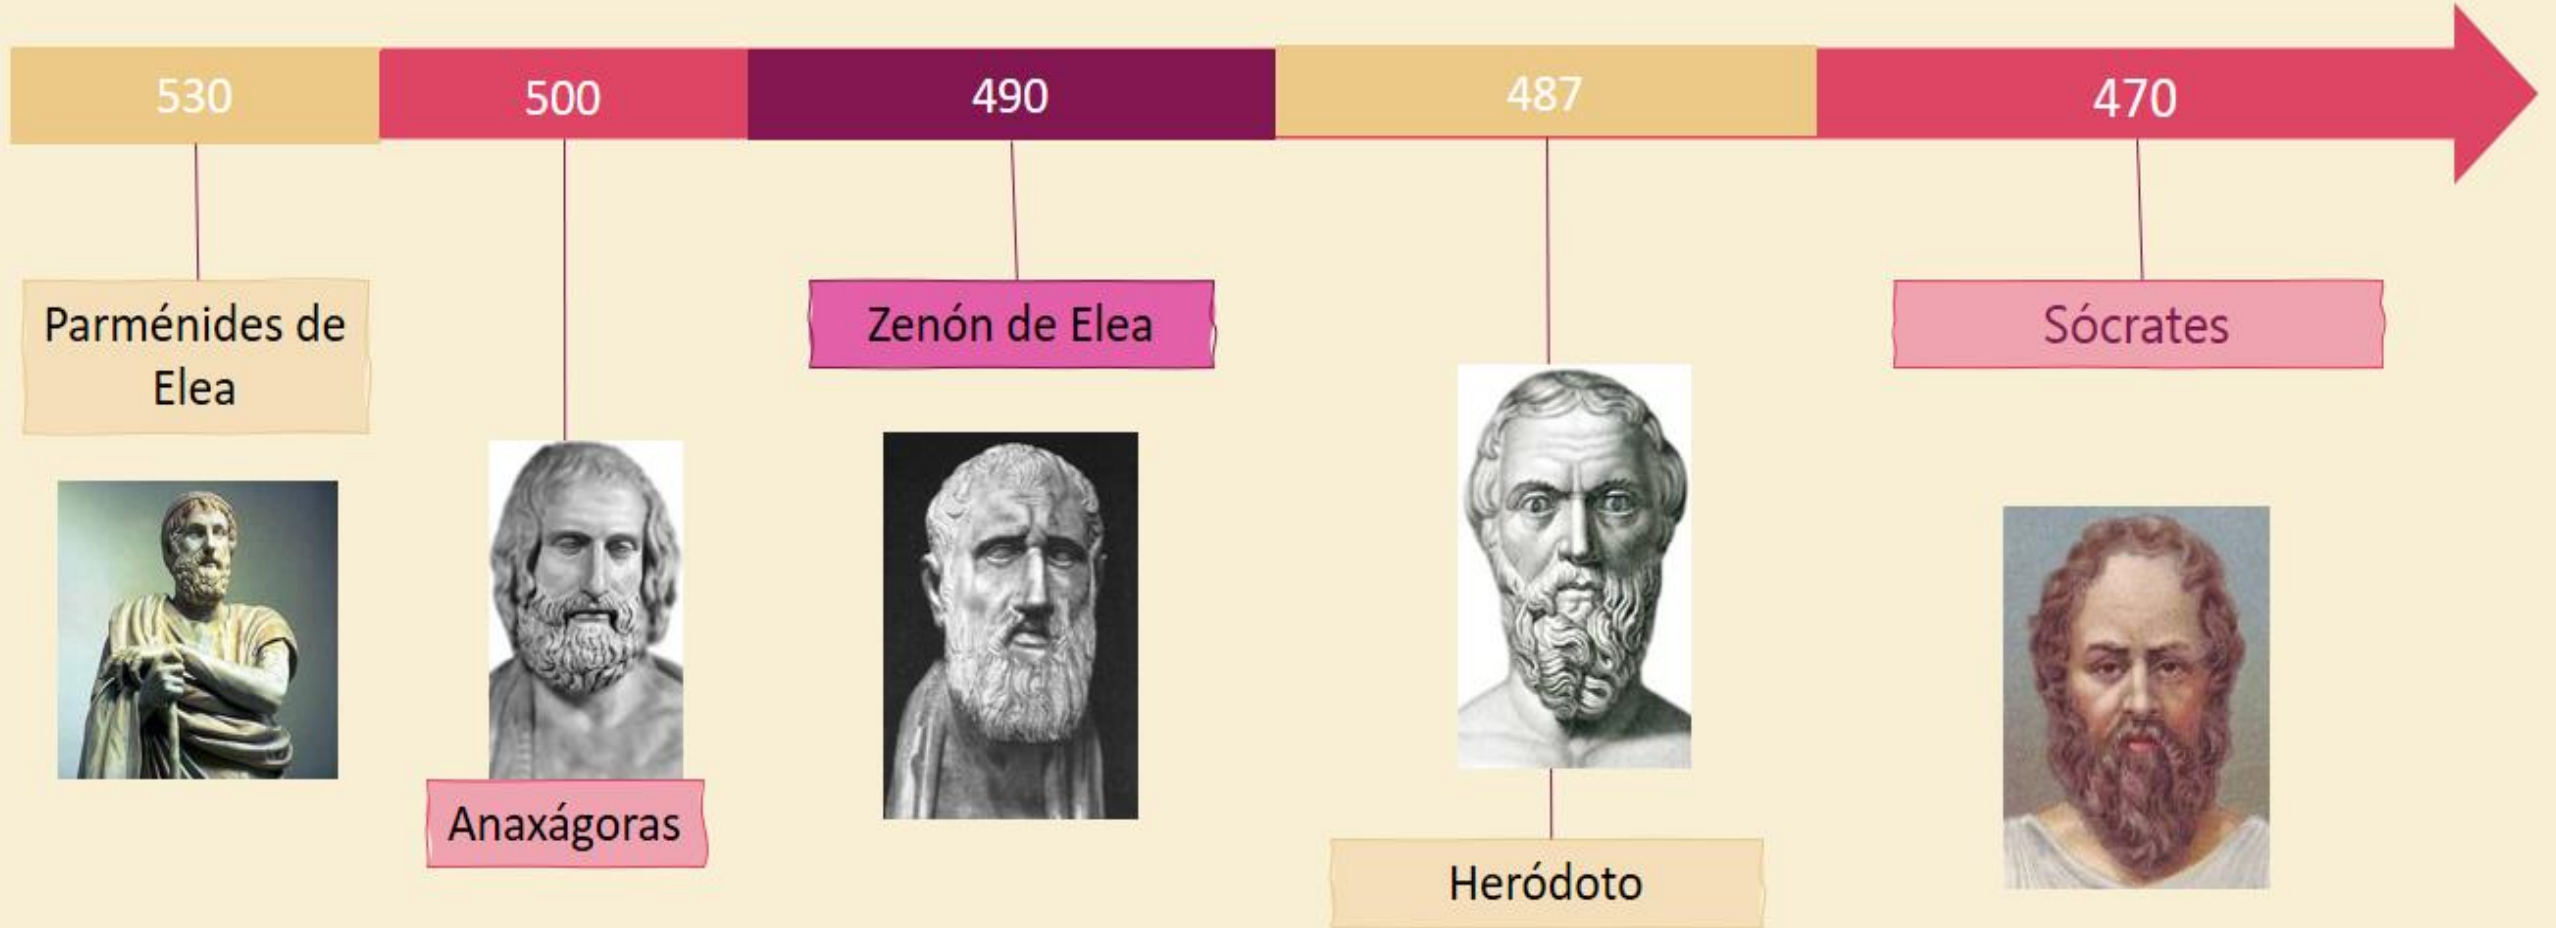 530
500
490
487
470
Parménides de
Elea
Anaxágoras
Zenón de Elea
Heródoto
Sócrates